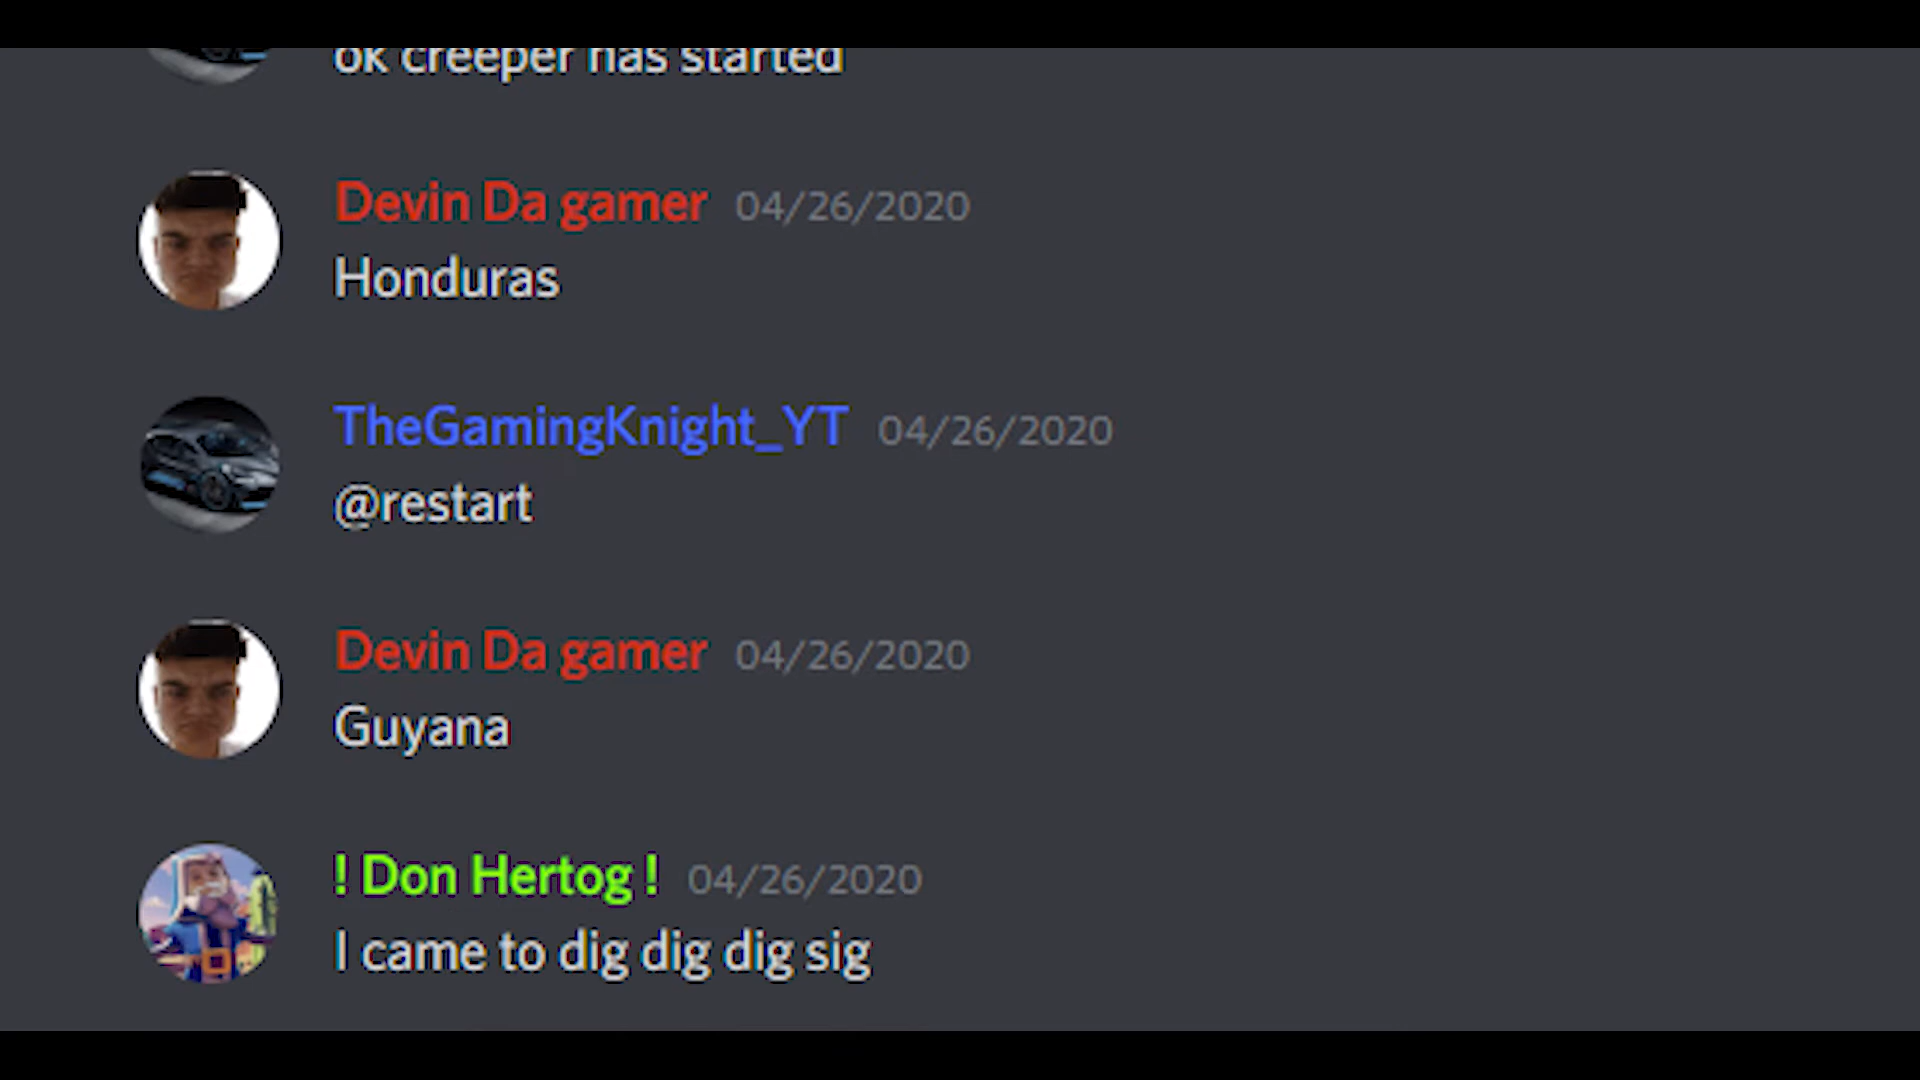 ok creeper has started
Devin Da gamer 04/26/2020
Honduras
TheGamingKnight_YT 04/26/2020
@restart
Devin Da gamer 04/26/2020
Guyana
! Don Hertog ! 04/26/2020
I came to dig dig dig sig